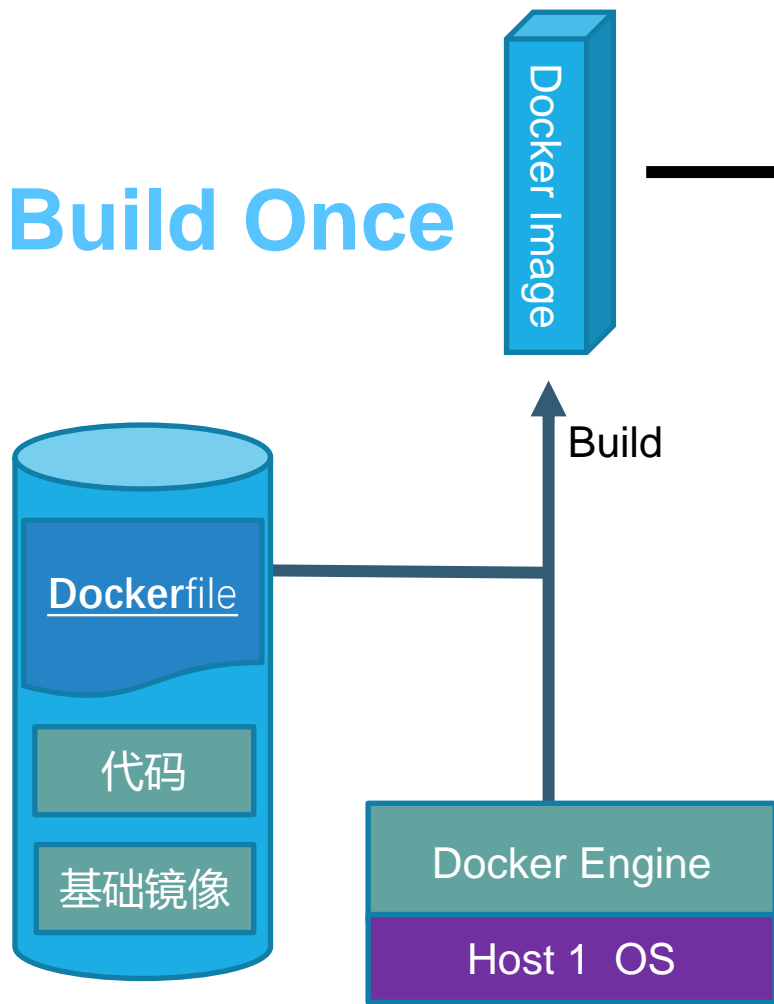 Docker Image
Build Once
Build
Dockerfile
代码
基础镜像
Docker Engine
Host 1 OS